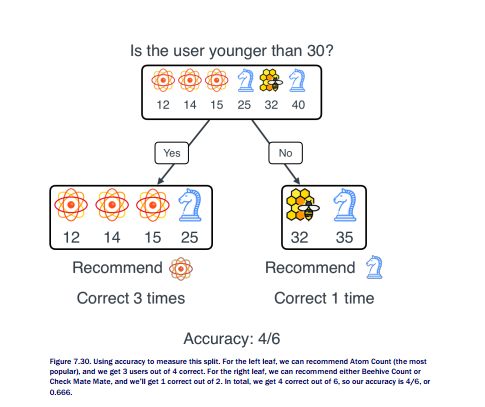 Is the user younger than 30?
12 14 15 25 32 40
Yes No
12 14 15 25 32 35
Recommend Recommend
Correct 3 times Correct 1 time
Accuracy: 4/6
Figure 7.30. Using accuracy to measure this split. For the left leaf, we can recommend Atom Count (the most
popular), and we get 3 users out of 4 correct. For the right leaf, we can recommend either Beehive Count or
Check Mate Mate, and we'll get 1 correct out of 2. In total, we get 4 correct out of 6, so our accuracy is 4/6, or
0.666.